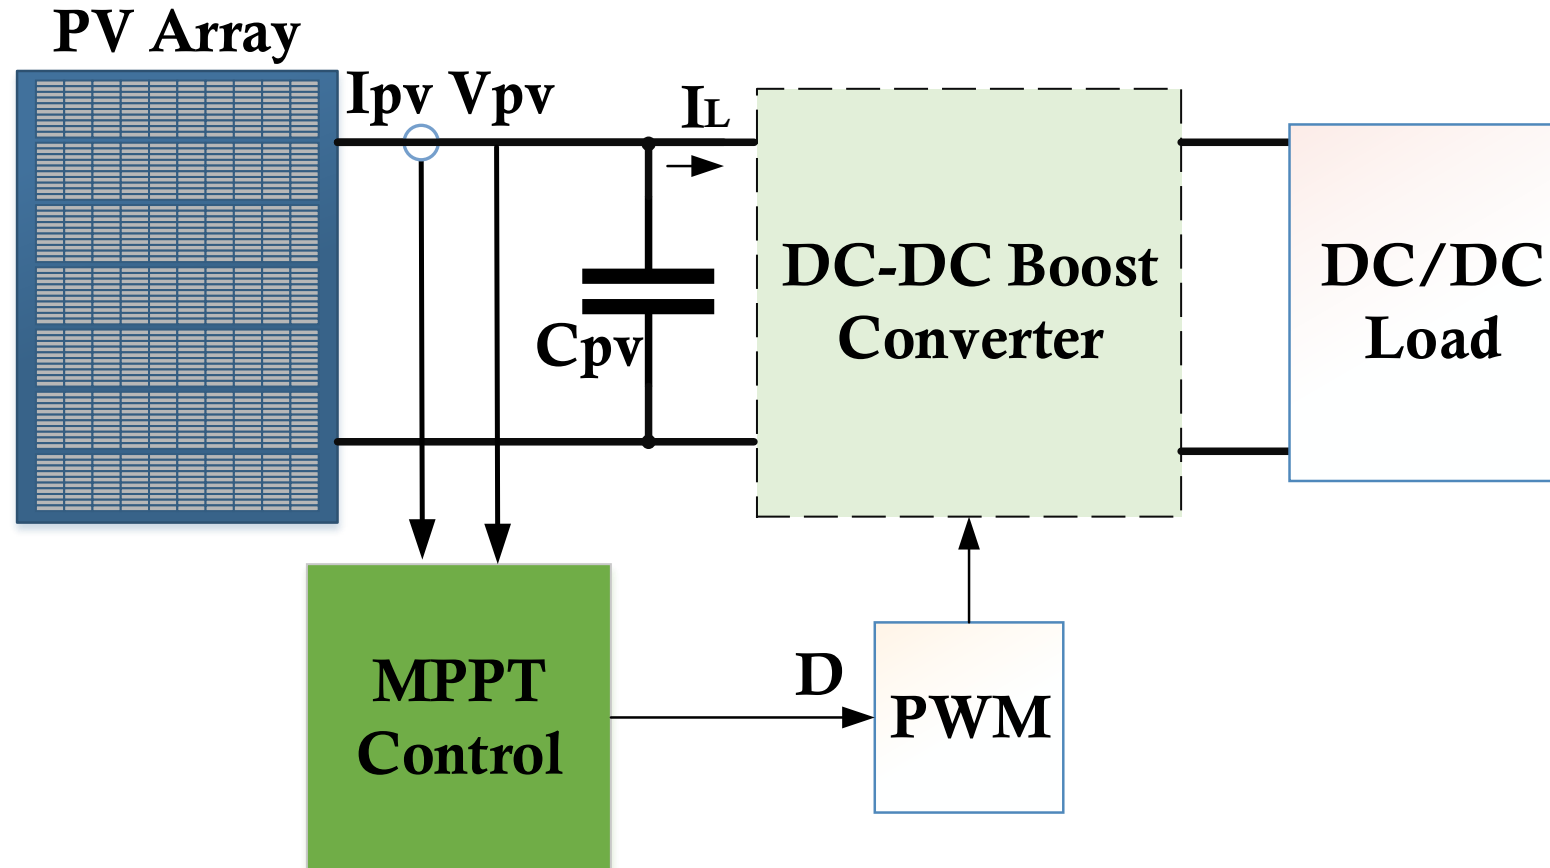 PV Array
Ipv Vpv
IL
DC-DC Boost
Converter
DC/DC
Load
Cpv
MPPT
Control
D
PWM